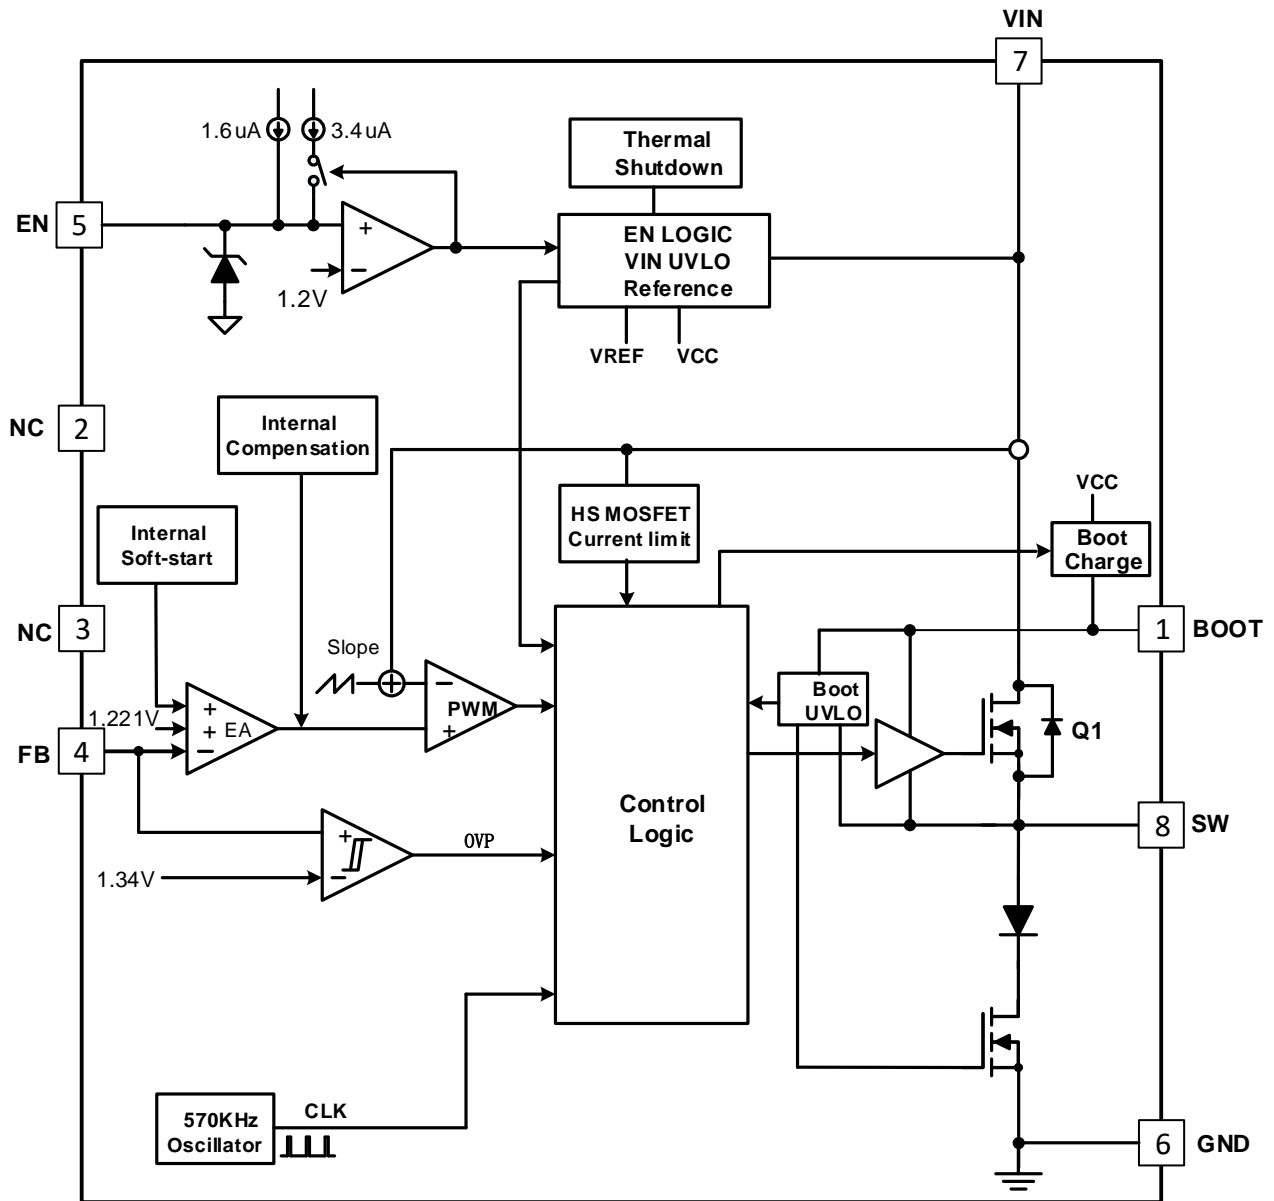 VIN
7
1.6uA
3.4uA
Thermal
Shutdown
EN
5
+
−
1.2V
EN LOGIC
VIN UVLO
Reference
VREF
VCC
NC
2
Internal
Compensation
HS MOSFET
Current limit
VCC
Boot
Charge
Internal
Soft-start
NC
3
1
BOOT
Slope
+
−
PWM
+
Boot
UVLO
1.221V
+
+
−
EA
FB
4
Q1
Control
Logic
8
SW
+
−
OVP
1.34V
570KHz
Oscillator
CLK
6
GND